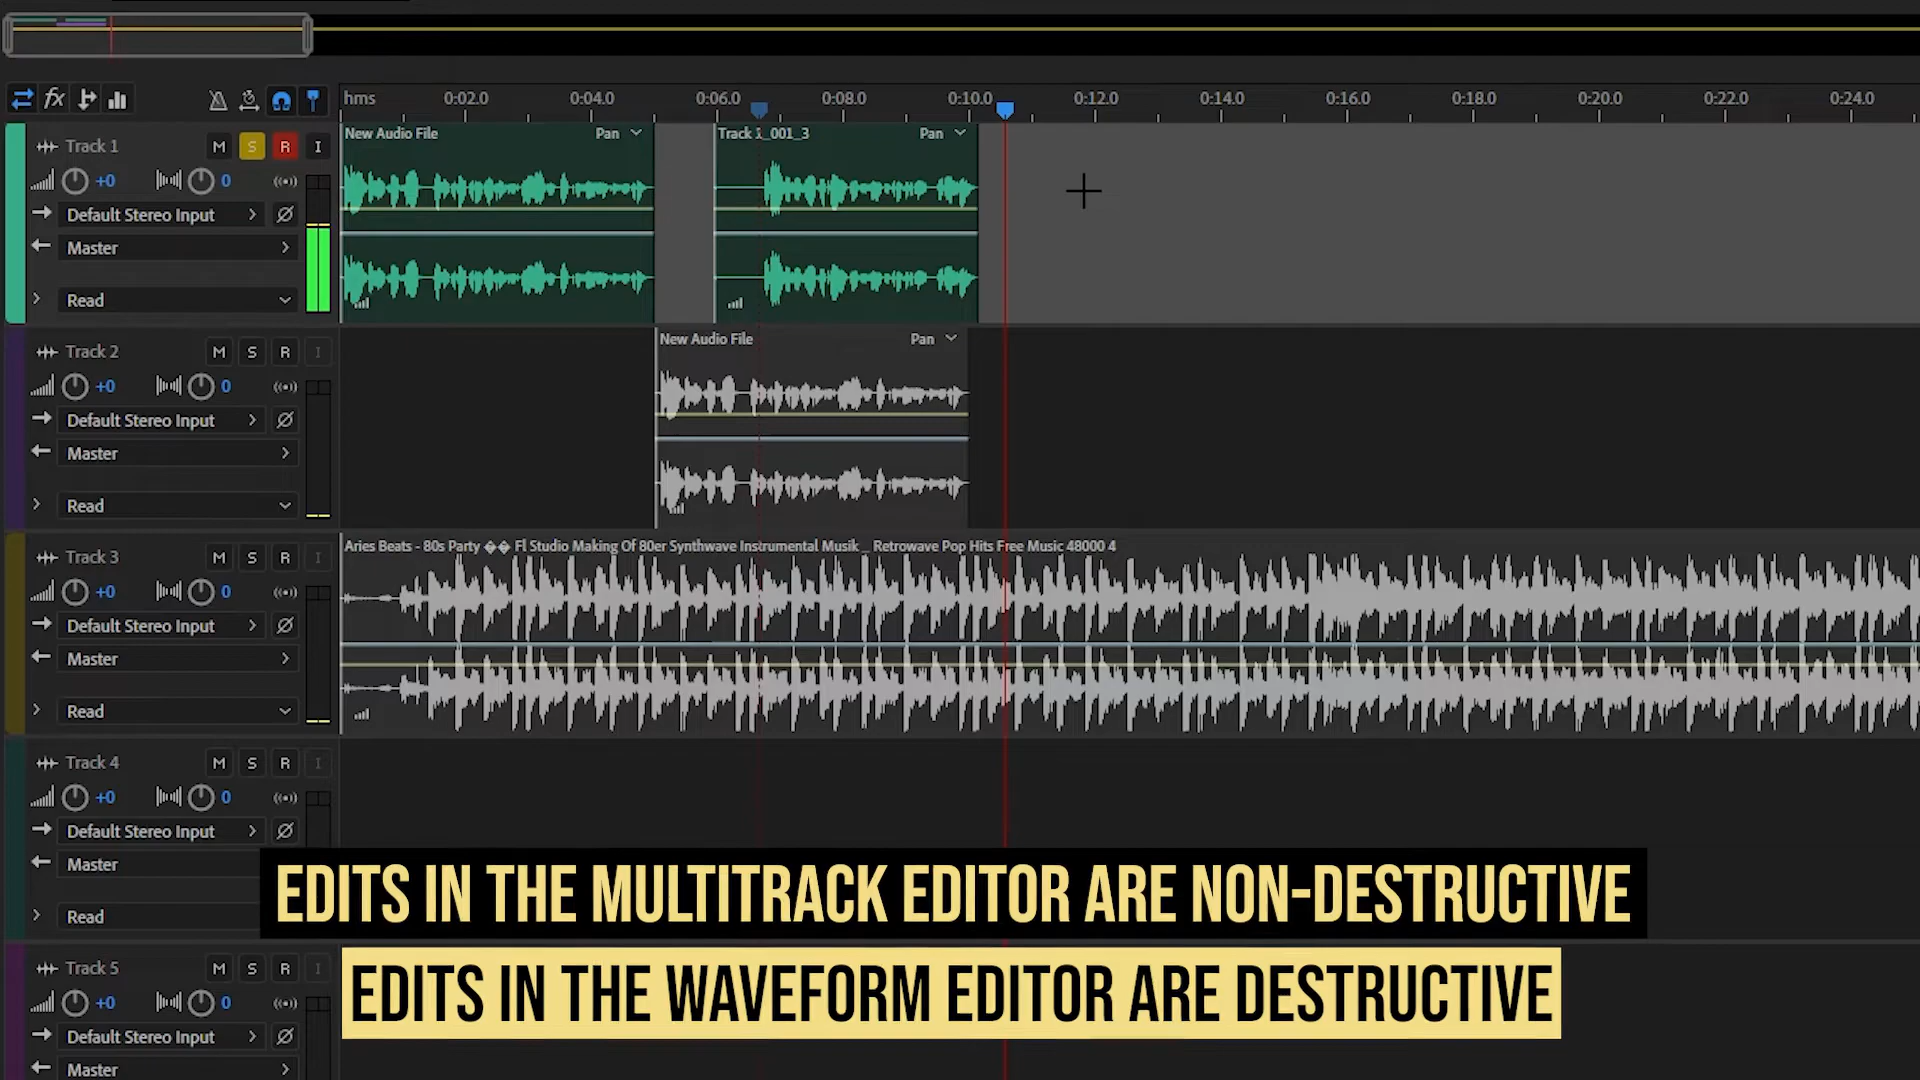 fx
hms 0:02.0 0:04.0 0:06.0 0:08.0 0:10.0 0:12.0 0:14.0 0:16.0 0:18.0 0:20.0 0:22.0 0:24.0
Track 1 M S R I
+0 0
Default Stereo Input
Master
Read
New Audio File Pan
Track 1_001_3 Pan
Track 2 M S R I
+0 0
Default Stereo Input
Master
Read
New Audio File Pan
Track 3 M S R I
+0 0
Default Stereo Input
Master
Read
Aries Beats - 80s Party �� Fl Studio Making Of 80er Synthwave Instrumental Musik _ Retrowave Pop Hits Free Music 48000 4
Track 4 M S R I
+0 0
Default Stereo Input
Master
Read
EDITS IN THE MULTITRACK EDITOR ARE NON-DESTRUCTIVE
Track 5 M S R I
+0 0
Default Stereo Input
Master
EDITS IN THE WAVEFORM EDITOR ARE DESTRUCTIVE